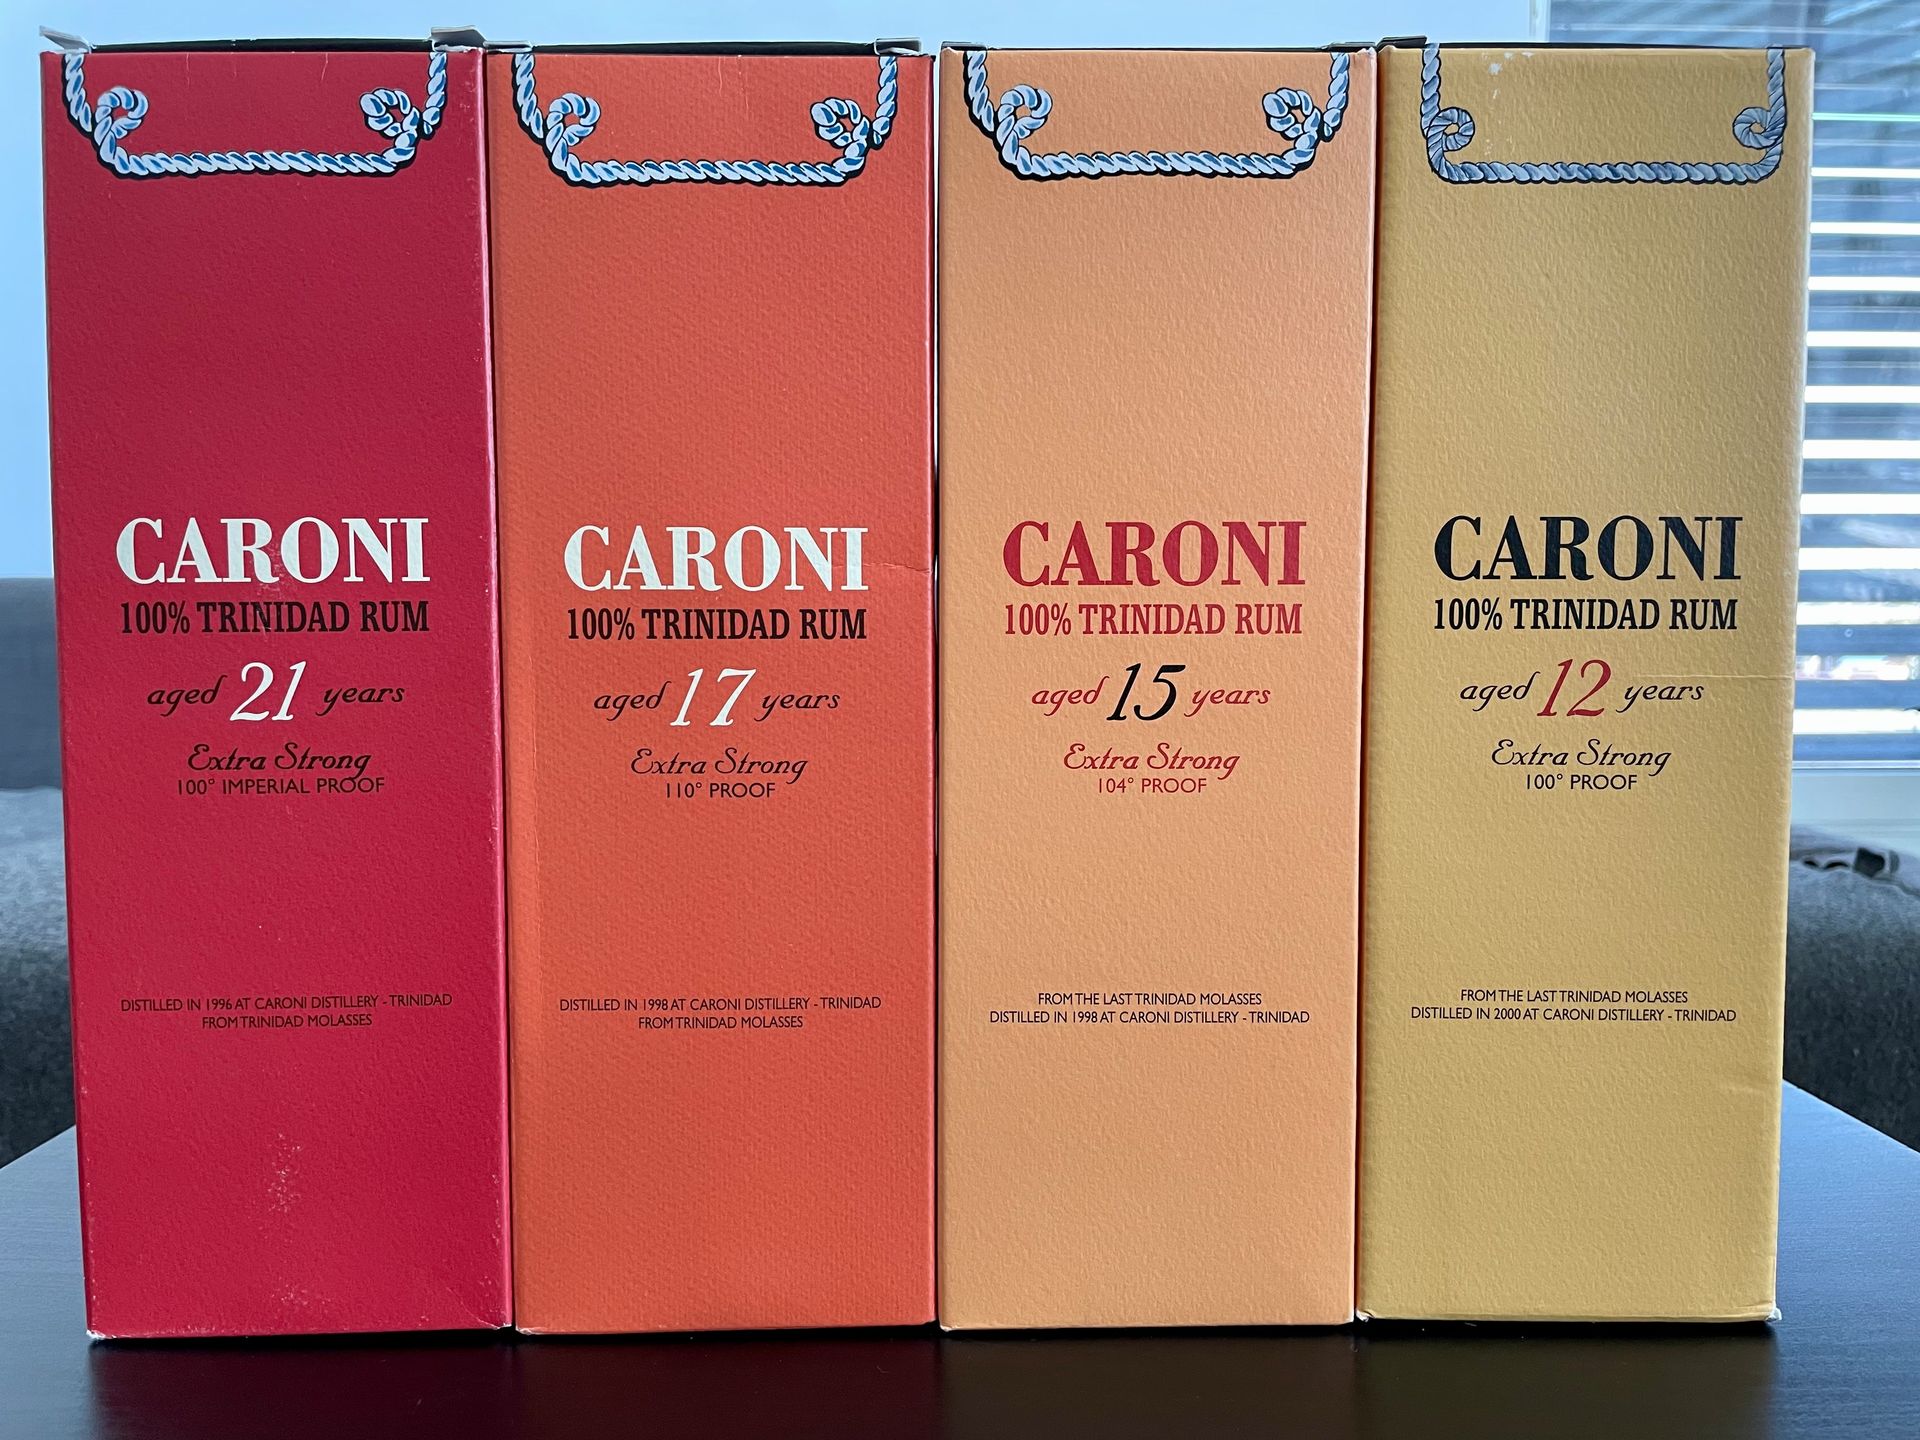 CARONI
100% TRINIDAD RUM
aged 21 years
Extra Strong
100° IMPERIAL PROOF
DISTILLED IN 1996 AT CARONI DISTILLERY - TRINIDAD
FROM TRINIDAD MOLASSES
CARONI
100% TRINIDAD RUM
aged 17 years
Extra Strong
110° PROOF
DISTILLED IN 1998 AT CARONI DISTILLERY - TRINIDAD
FROM TRINIDAD MOLASSES
CARONI
100% TRINIDAD RUM
aged 15 years
Extra Strong
104° PROOF
FROM THE LAST TRINIDAD MOLASSES
DISTILLED IN 1998 AT CARONI DISTILLERY - TRINIDAD
CARONI
100% TRINIDAD RUM
aged 12 years
Extra Strong
100° PROOF
FROM THE LAST TRINIDAD MOLASSES
DISTILLED IN 2000 AT CARONI DISTILLERY - TRINIDAD